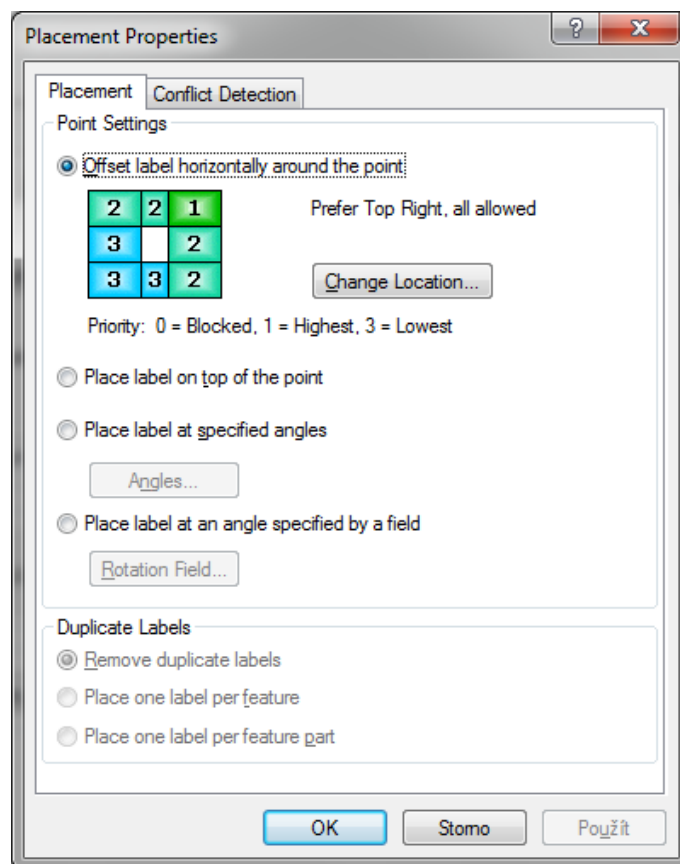 Placement Properties
Placement Conflict Detection
Point Settings
Offset label horizontally around the point
2 2 1
Prefer Top Right, all allowed
3 2
3 3 2
Change Location...
Priority: 0 = Blocked, 1 = Highest, 3 = Lowest
Place label on top of the point
Place label at specified angles
Angles...
Place label at an angle specified by a field
Rotation Field...
Duplicate Labels
Remove duplicate labels
Place one label per feature
Place one label per feature part
OK Storno Použít